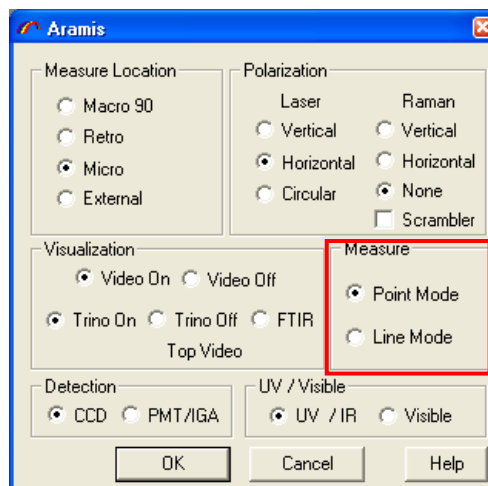 Aramis
Measure Location
Macro 90
Retro
Micro
External
Polarization
Laser Raman
Vertical Vertical
Horizontal Horizontal
Circular None
Scrambler
Visualization
Video On Video Off
Trino On Trino Off FTIR
Top Video
Measure
Point Mode
Line Mode
Detection
CCD PMT/IGA
UV / Visible
UV / IR Visible
OK Cancel Help